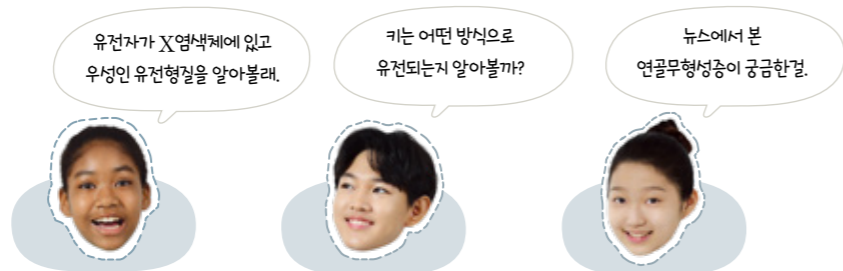 유전자가 X염색체에 있고
우성인 유전형질을 알아볼래.
키는 어떤 방식으로
유전되는지 알아볼까?
뉴스에서 본
연골무형성증이 궁금한걸.